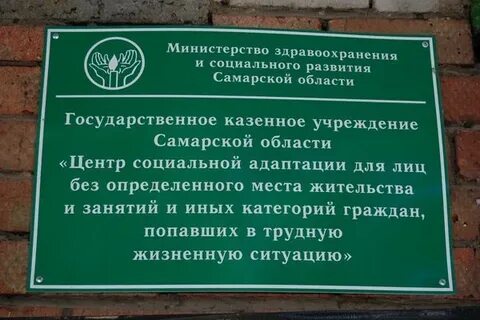 Министерство здравоохранения
и социального развития
Самарской области
Государственное казенное учреждение
Самарской области
«Центр социальной адаптации для лиц
без определенного места жительства
и занятий и иных категорий граждан,
попавших в трудную
жизненную ситуацию»